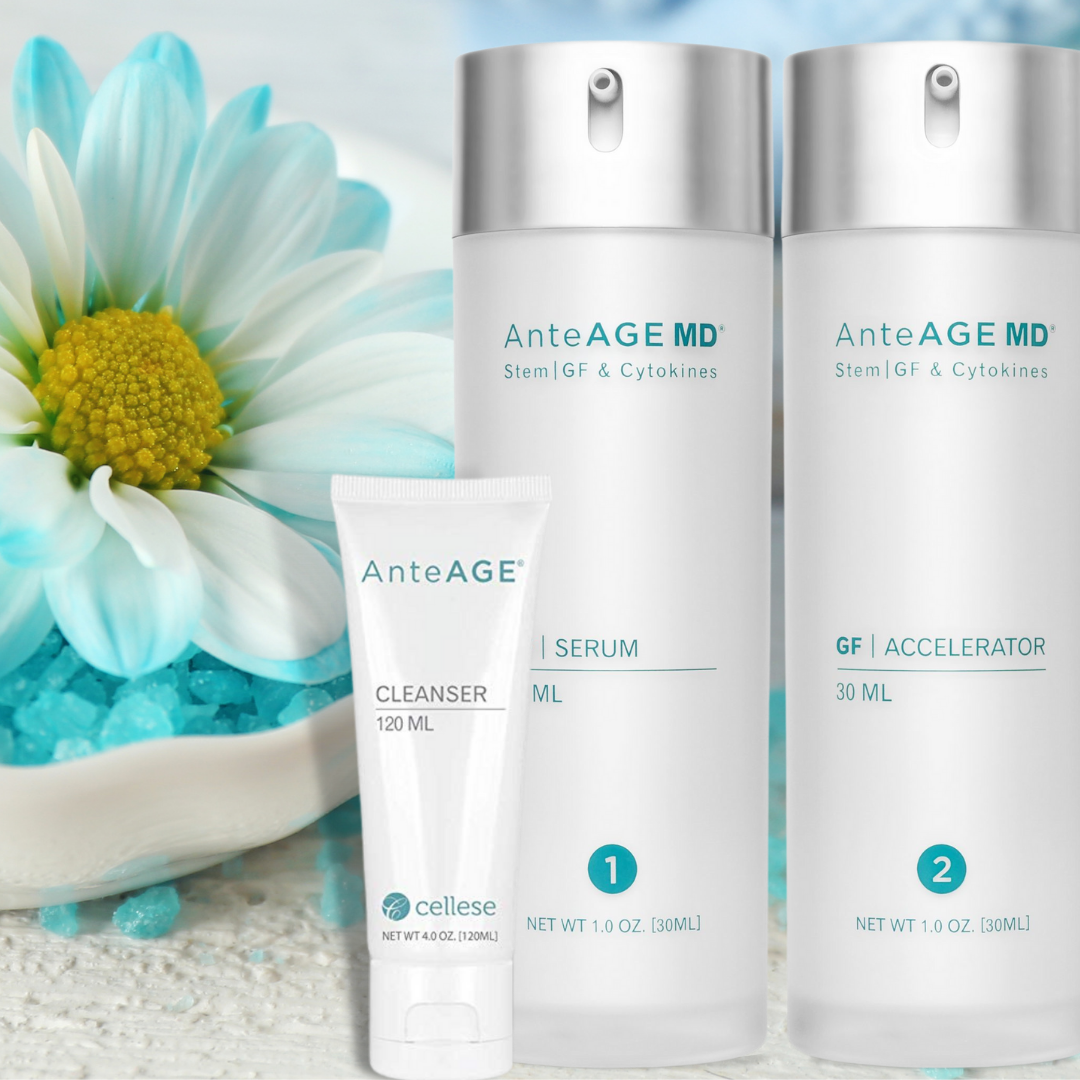 AnteAGE®
CLEANSER
120 ML
cellese
NET WT 4.0 OZ. [120ML]
AnteAGE MD®
Stem|GF & Cytokines
| SERUM
ML
1
NET WT 1.0 OZ. [30ML]
AnteAGE MD®
Stem|GF & Cytokines
GF | ACCELERATOR
30 ML
2
NET WT 1.0 OZ. [30ML]